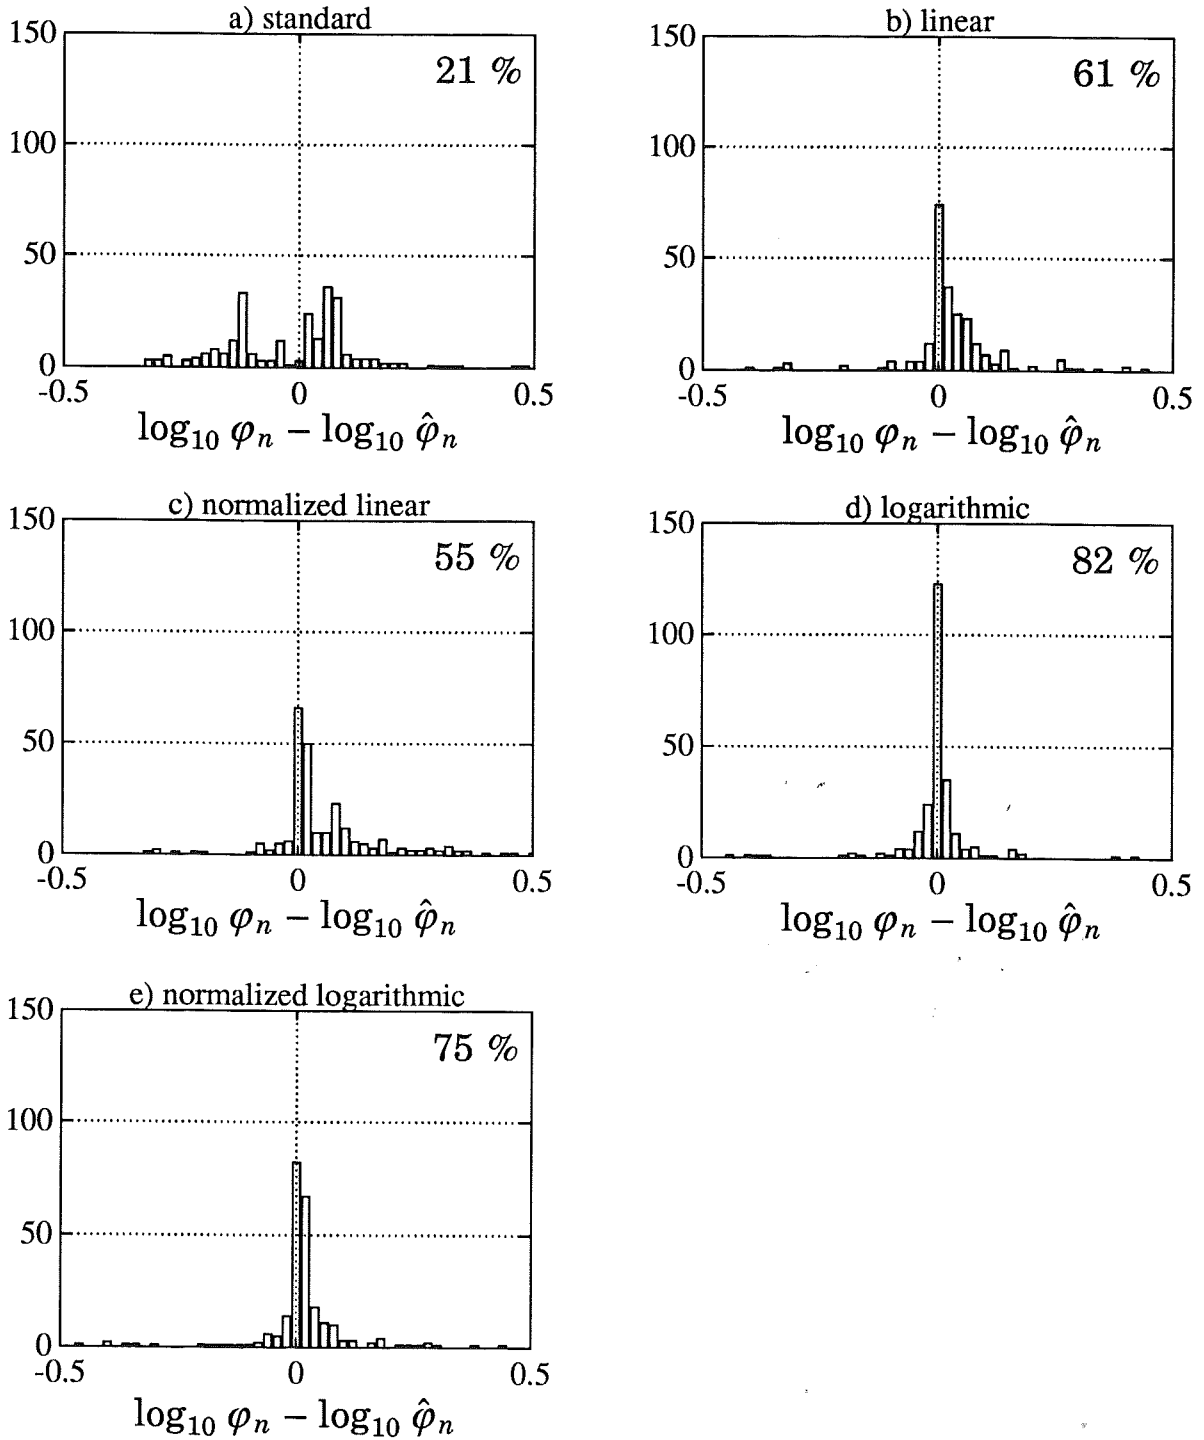 a) standard
150
21 %
100
50
0
-0.5 0 0.5
log₁₀ φₙ − log₁₀ φ̂ₙ
b) linear
150
61 %
100
50
0
-0.5 0 0.5
log₁₀ φₙ − log₁₀ φ̂ₙ
c) normalized linear
150
55 %
100
50
0
-0.5 0 0.5
log₁₀ φₙ − log₁₀ φ̂ₙ
d) logarithmic
150
82 %
100
50
0
-0.5 0 0.5
log₁₀ φₙ − log₁₀ φ̂ₙ
e) normalized logarithmic
150
75 %
100
50
0
-0.5 0 0.5
log₁₀ φₙ − log₁₀ φ̂ₙ